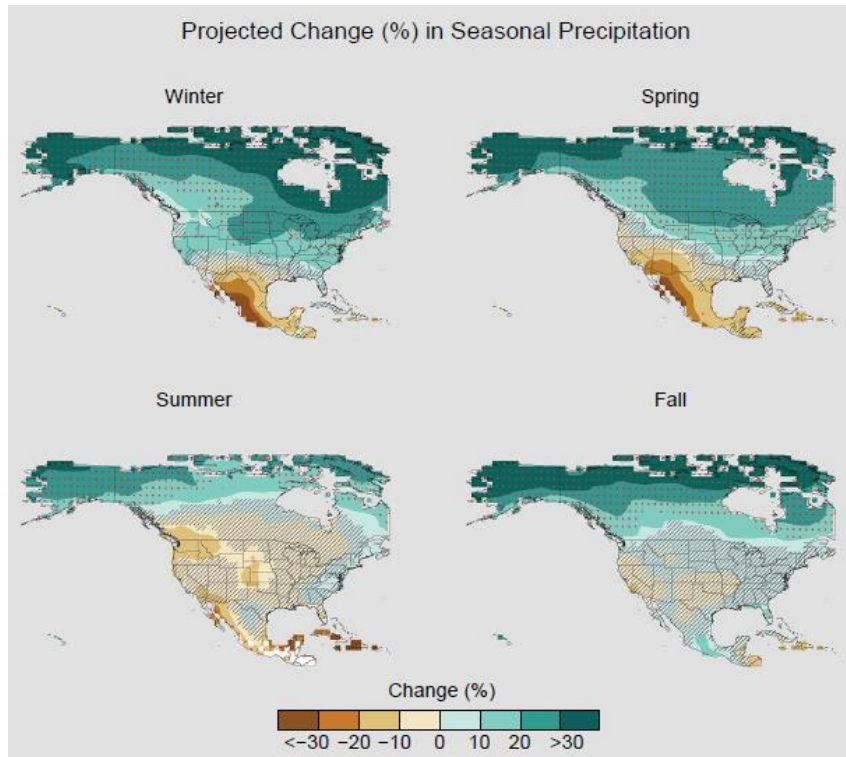 Projected Change (%) in Seasonal Precipitation
Winter
Spring
Summer
Fall
Change (%)
<−30 −20 −10 0 10 20 >30